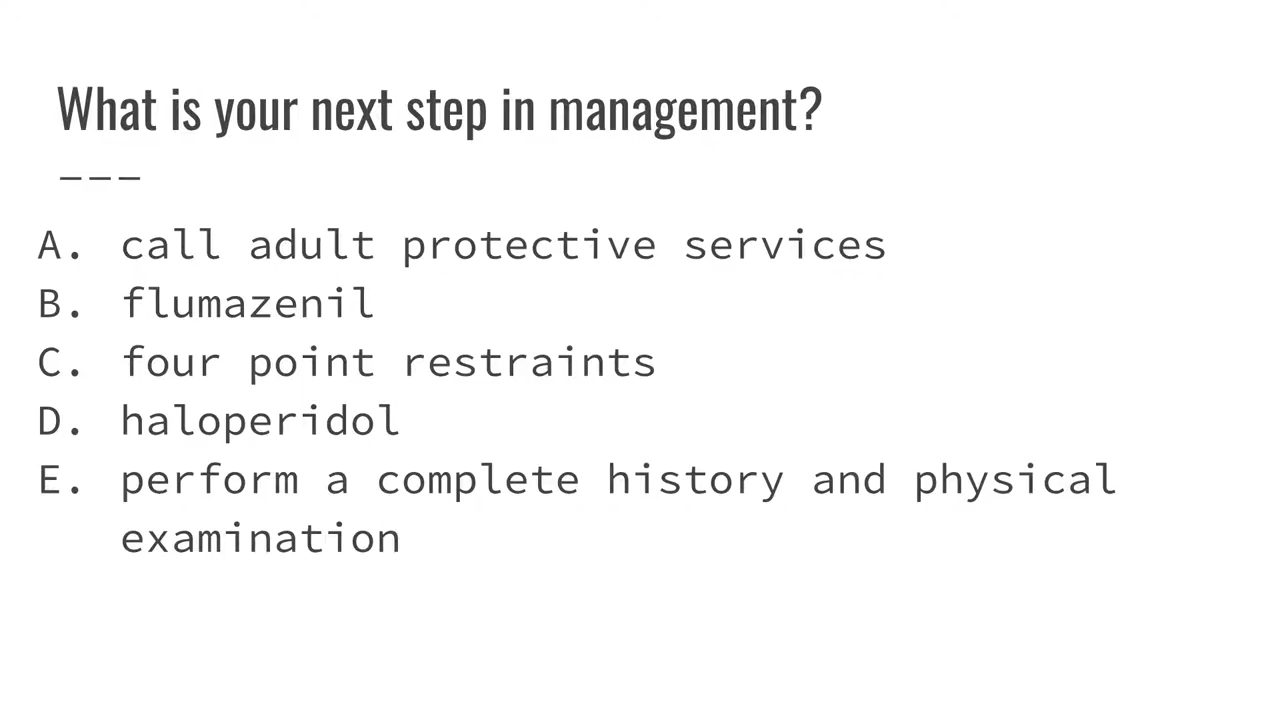 What is your next step in management?
———
A. call adult protective services
B. flumazenil
C. four point restraints
D. haloperidol
E. perform a complete history and physical
examination